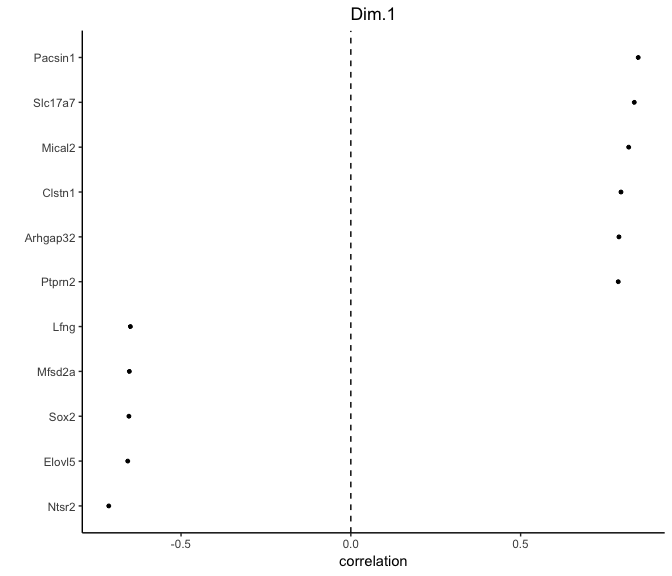 Dim.1
Pacsin1
Slc17a7
Mical2
Clstn1
Arhgap32
Ptprn2
Lfng
Mfsd2a
Sox2
Elovl5
Ntsr2
-0.5 0.0 0.5
correlation